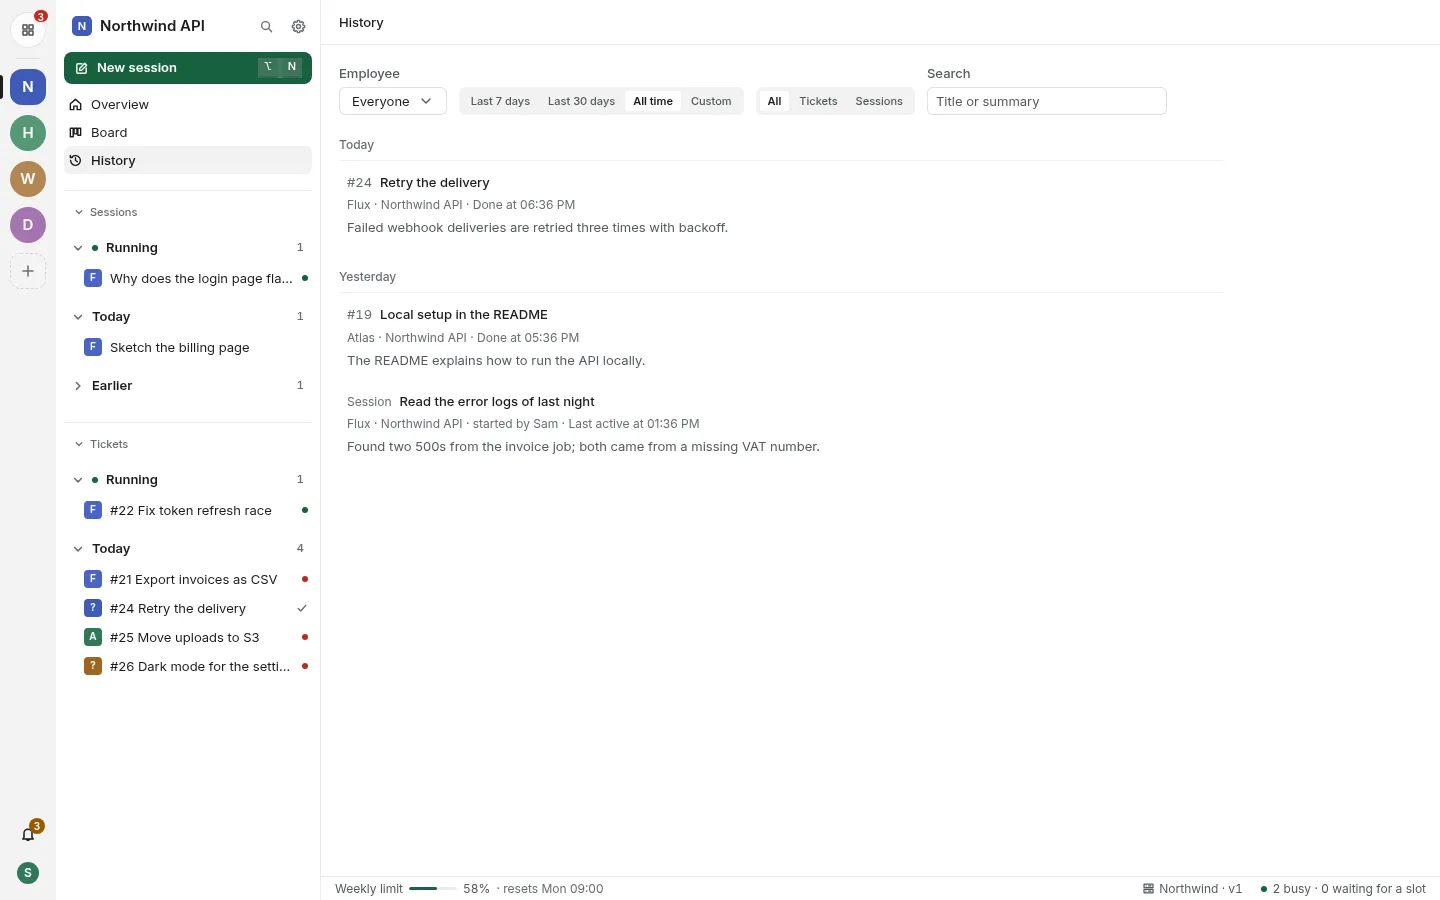 3
N
H
W
D
3
S
N Northwind API
New session ⌥ N
Overview
Board
History
Sessions
Running 1
F Why does the login page fla...
Today 1
F Sketch the billing page
Earlier 1
Tickets
Running 1
F #22 Fix token refresh race
Today 4
F #21 Export invoices as CSV
? #24 Retry the delivery
A #25 Move uploads to S3
? #26 Dark mode for the setti...
History
Employee Search
Everyone Last 7 days Last 30 days All time Custom All Tickets Sessions Title or summary
Today
#24 Retry the delivery
Flux · Northwind API · Done at 06:36 PM
Failed webhook deliveries are retried three times with backoff.
Yesterday
#19 Local setup in the README
Atlas · Northwind API · Done at 05:36 PM
The README explains how to run the API locally.
Session Read the error logs of last night
Flux · Northwind API · started by Sam · Last active at 01:36 PM
Found two 500s from the invoice job; both came from a missing VAT number.
Weekly limit 58% · resets Mon 09:00 Northwind · v1 2 busy · 0 waiting for a slot